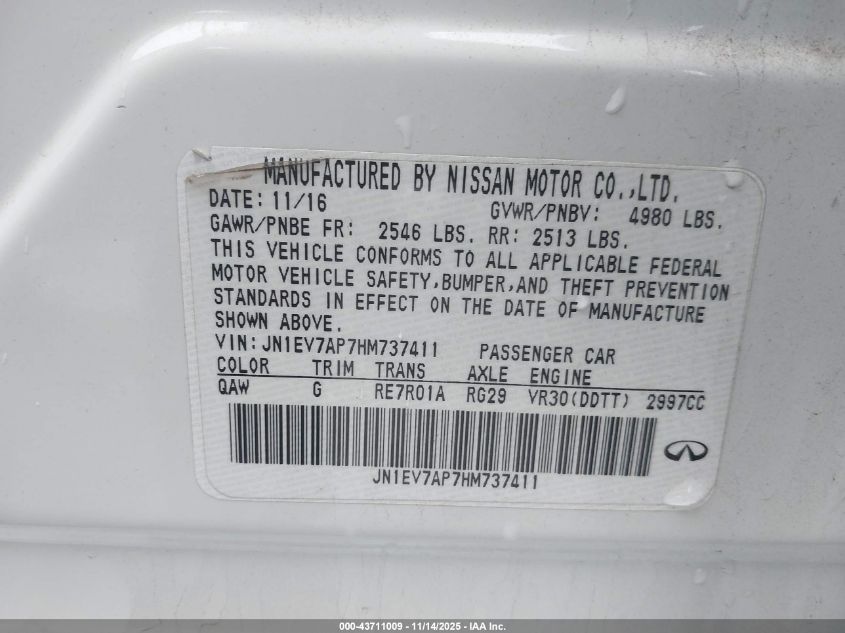 MANUFACTURED BY NISSAN MOTOR CO.,LTD.
DATE: 11/16 GVWR/PNBV: 4980 LBS.
GAWR/PNBE FR: 2546 LBS. RR: 2513 LBS.
THIS VEHICLE CONFORMS TO ALL APPLICABLE FEDERAL
MOTOR VEHICLE SAFETY,BUMPER,AND THEFT PREVENTION
STANDARDS IN EFFECT ON THE DATE OF MANUFACTURE
SHOWN ABOVE.
VIN: JN1EV7AP7HM737411 PASSENGER CAR
COLOR TRIM TRANS AXLE ENGINE
QAW G RE7R01A RG29 VR30(DDTT) 2997CC
JN1EV7AP7HM737411
000-43711009 - 11/14/2025 - IAA Inc.